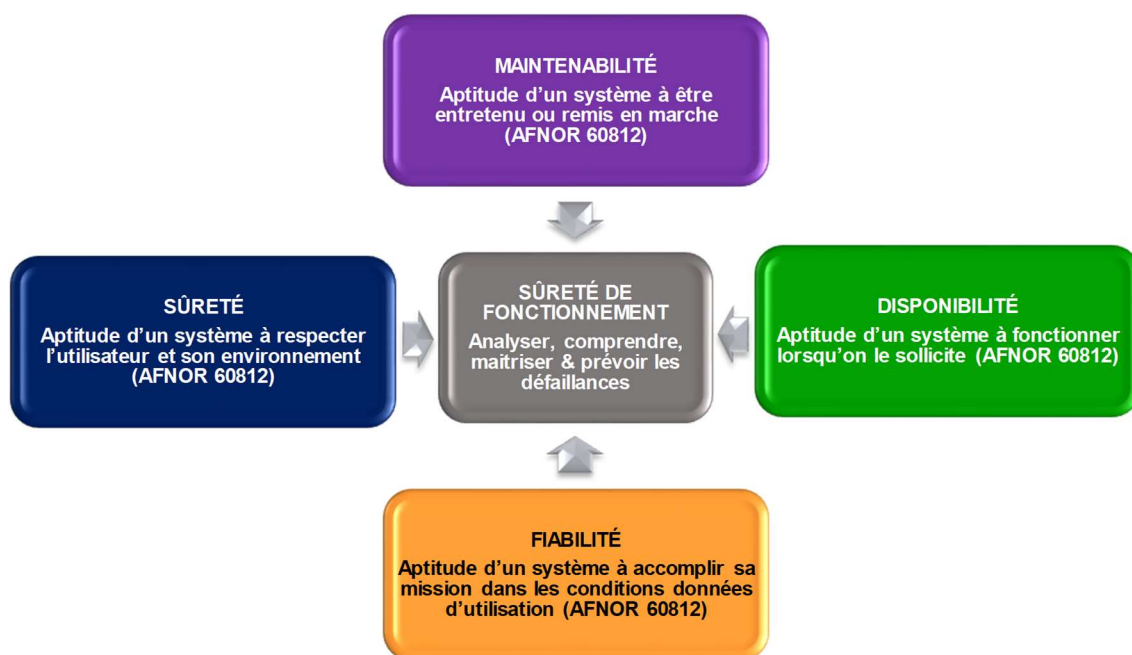 MAINTENABILITÉ
Aptitude d'un système à être
entretenu ou remis en marche
(AFNOR 60812)
SÛRETÉ
Aptitude d'un système à respecter
l'utilisateur et son environnement
(AFNOR 60812)
SÛRETÉ DE
FONCTIONNEMENT
Analyser, comprendre,
maitriser & prévoir les
défaillances
DISPONIBILITÉ
Aptitude d'un système à fonctionner
lorsqu'on le sollicite (AFNOR 60812)
FIABILITÉ
Aptitude d'un système à accomplir sa
mission dans les conditions données
d'utilisation (AFNOR 60812)